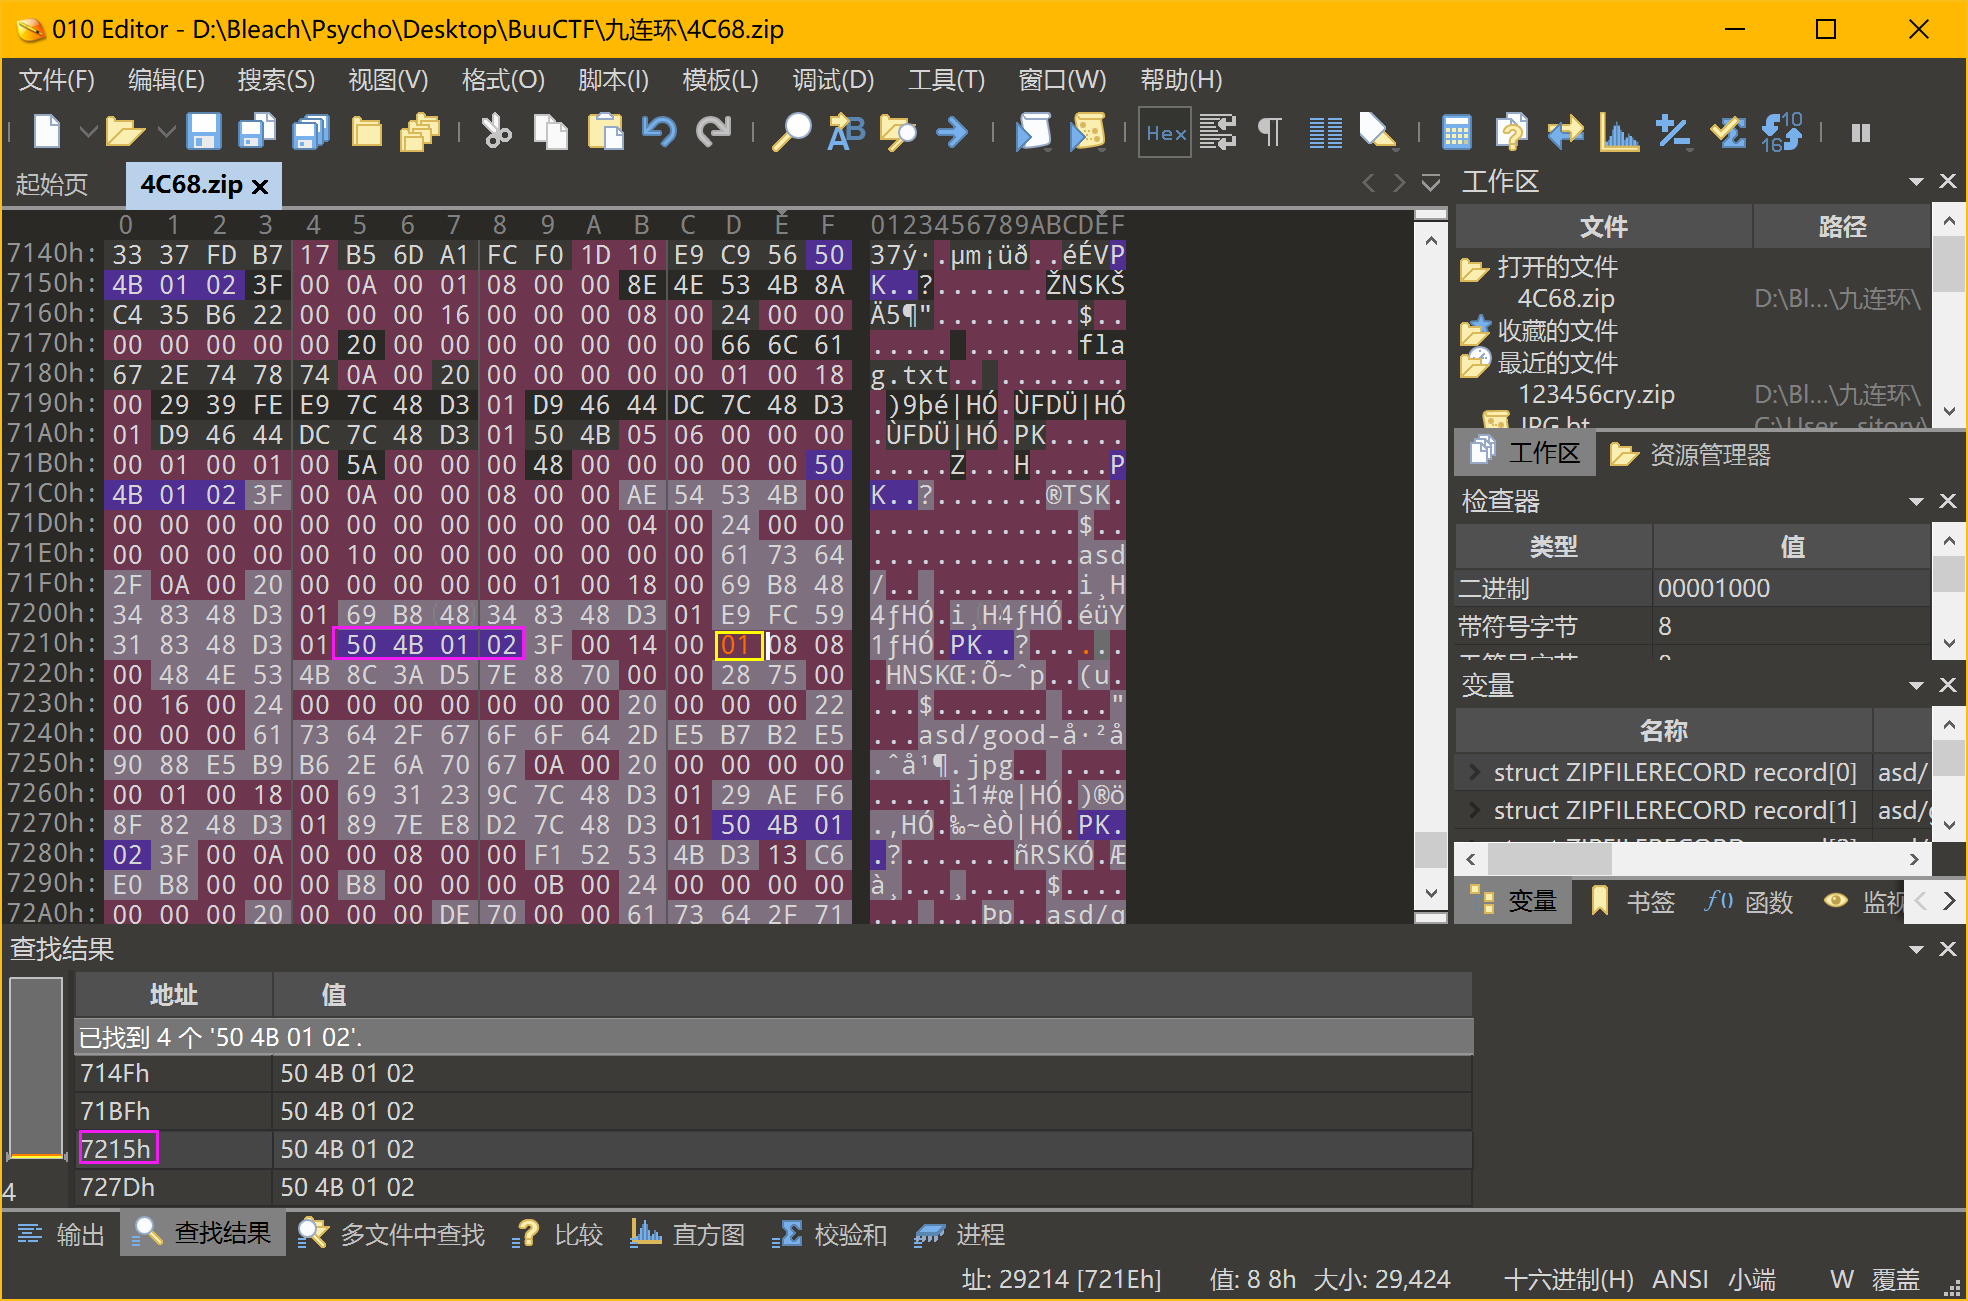 010 Editor - D:\Bleach\Psycho\Desktop\BuuCTF\九连环\4C68.zip
文件(F) 编辑(E) 搜索(S) 视图(V) 格式(O) 脚本(I) 模板(L) 调试(D) 工具(T) 窗口(W) 帮助(H)
Hex
起始页 4C68.zip
0 1 2 3 4 5 6 7 8 9 A B C D E F 0123456789ABCDEF
7140h: 33 37 FD B7 17 B5 6D A1 FC F0 1D 10 E9 C9 56 50 37ý·.µm¡üð..éÉVP
7150h: 4B 01 02 3F 00 0A 00 01 08 00 00 8E 4E 53 4B 8A K..?.......ŽNSKŠ
7160h: C4 35 B6 22 00 00 00 16 00 00 00 08 00 24 00 00 Ä5¶".........$..
7170h: 00 00 00 00 00 20 00 00 00 00 00 00 00 66 6C 61 ..... .......fla
7180h: 67 2E 74 78 74 0A 00 20 00 00 00 00 00 01 00 18 g.txt.. ........
7190h: 00 29 39 FE E9 7C 48 D3 01 D9 46 44 DC 7C 48 D3 .)9þé|HÓ.ÙFDÜ|HÓ
71A0h: 01 D9 46 44 DC 7C 48 D3 01 50 4B 05 06 00 00 00 .ÙFDÜ|HÓ.PK.....
71B0h: 00 01 00 01 00 5A 00 00 00 48 00 00 00 00 00 50 .....Z...H.....P
71C0h: 4B 01 02 3F 00 0A 00 00 08 00 00 AE 54 53 4B 00 K..?.......®TSK.
71D0h: 00 00 00 00 00 00 00 00 00 00 00 04 00 24 00 00 .............$..
71E0h: 00 00 00 00 00 10 00 00 00 00 00 00 00 61 73 64 .............asd
71F0h: 2F 0A 00 20 00 00 00 00 00 01 00 18 00 69 B8 48 /.. .........i¸H
7200h: 34 83 48 D3 01 69 B8 48 34 83 48 D3 01 E9 FC 59 4ƒHÓ.i¸H4ƒHÓ.éüY
7210h: 31 83 48 D3 01 50 4B 01 02 3F 00 14 00 01 08 08 1ƒHÓ.PK..?......
7220h: 00 48 4E 53 4B 8C 3A D5 7E 88 70 00 00 28 75 00 .HNSKŒ:Õ~ˆp..(u.
7230h: 00 16 00 24 00 00 00 00 00 00 00 20 00 00 00 22 ...$....... ..."
7240h: 00 00 00 61 73 64 2F 67 6F 6F 64 2D E5 B7 B2 E5 ...asd/good-å·²å
7250h: 90 88 E5 B9 B6 2E 6A 70 67 0A 00 20 00 00 00 00 .ˆå¹¶.jpg.. ....
7260h: 00 01 00 18 00 69 31 23 9C 7C 48 D3 01 29 AE F6 .....i1#œ|HÓ.)®ö
7270h: 8F 82 48 D3 01 89 7E E8 D2 7C 48 D3 01 50 4B 01 .‚HÓ.‰~èÒ|HÓ.PK.
7280h: 02 3F 00 0A 00 00 08 00 00 F1 52 53 4B D3 13 C6 .?.......ñRSKÓ.Æ
7290h: E0 B8 00 00 00 B8 00 00 00 0B 00 24 00 00 00 00 à¸...¸.....$....
72A0h: 00 00 00 20 00 00 00 DE 70 00 00 61 73 64 2F 71 ... ...Þp..asd/q
工作区
文件 路径
打开的文件
4C68.zip D:\Bl...\九连环\
收藏的文件
最近的文件
123456cry.zip D:\Bl...\九连环\
JPG.bt C:\User...sitory\
工作区 资源管理器
检查器
类型 值
二进制 00001000
带符号字节 8
变量
名称
struct ZIPFILERECORD record[0] asd/
struct ZIPFILERECORD record[1] asd/g
变量 书签 f() 函数 监视
查找结果
地址 值
已找到 4 个 '50 4B 01 02'.
714Fh 50 4B 01 02
71BFh 50 4B 01 02
7215h 50 4B 01 02
727Dh 50 4B 01 02
4
输出 查找结果 多文件中查找 比较 直方图 校验和 进程
址: 29214 [721Eh] 值: 8 8h 大小: 29,424 十六进制(H) ANSI 小端 W 覆盖